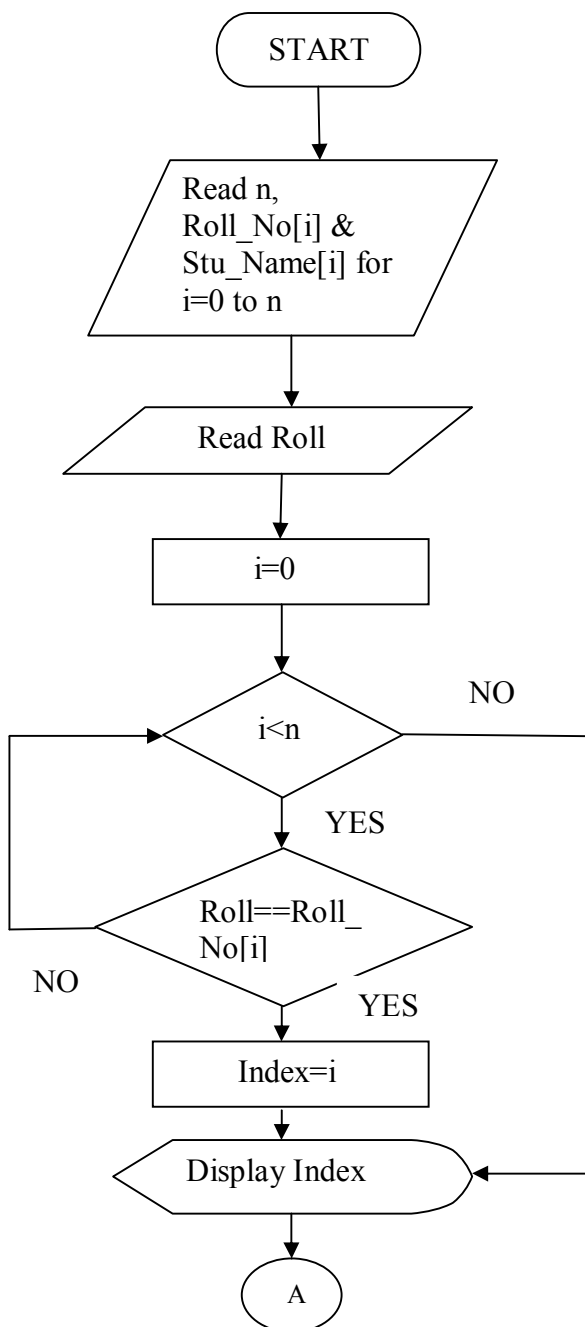 START
Read n,
Roll_No[i] &
Stu_Name[i] for
i=0 to n
Read Roll
i=0
i<n
NO
YES
Roll==Roll_
No[i]
NO
YES
Index=i
Display Index
A